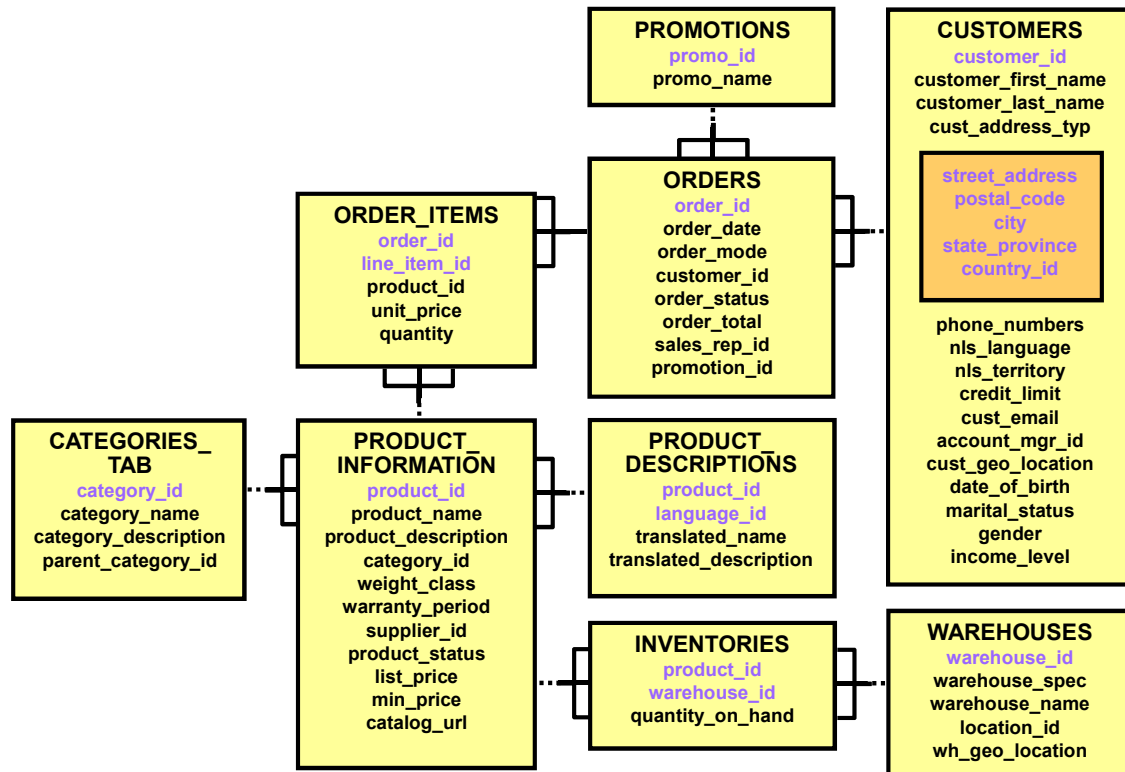 PROMOTIONS
promo_id
promo_name
CUSTOMERS
customer_id
customer_first_name
customer_last_name
cust_address_typ
street_address
postal_code
city
state_province
country_id
phone_numbers
nls_language
nls_territory
credit_limit
cust_email
account_mgr_id
cust_geo_location
date_of_birth
marital_status
gender
income_level
ORDERS
order_id
order_date
order_mode
customer_id
order_status
order_total
sales_rep_id
promotion_id
ORDER_ITEMS
order_id
line_item_id
product_id
unit_price
quantity
CATEGORIES_
TAB
category_id
category_name
category_description
parent_category_id
PRODUCT_
INFORMATION
product_id
product_name
product_description
category_id
weight_class
warranty_period
supplier_id
product_status
list_price
min_price
catalog_url
PRODUCT_
DESCRIPTIONS
product_id
language_id
translated_name
translated_description
INVENTORIES
product_id
warehouse_id
quantity_on_hand
WAREHOUSES
warehouse_id
warehouse_spec
warehouse_name
location_id
wh_geo_location